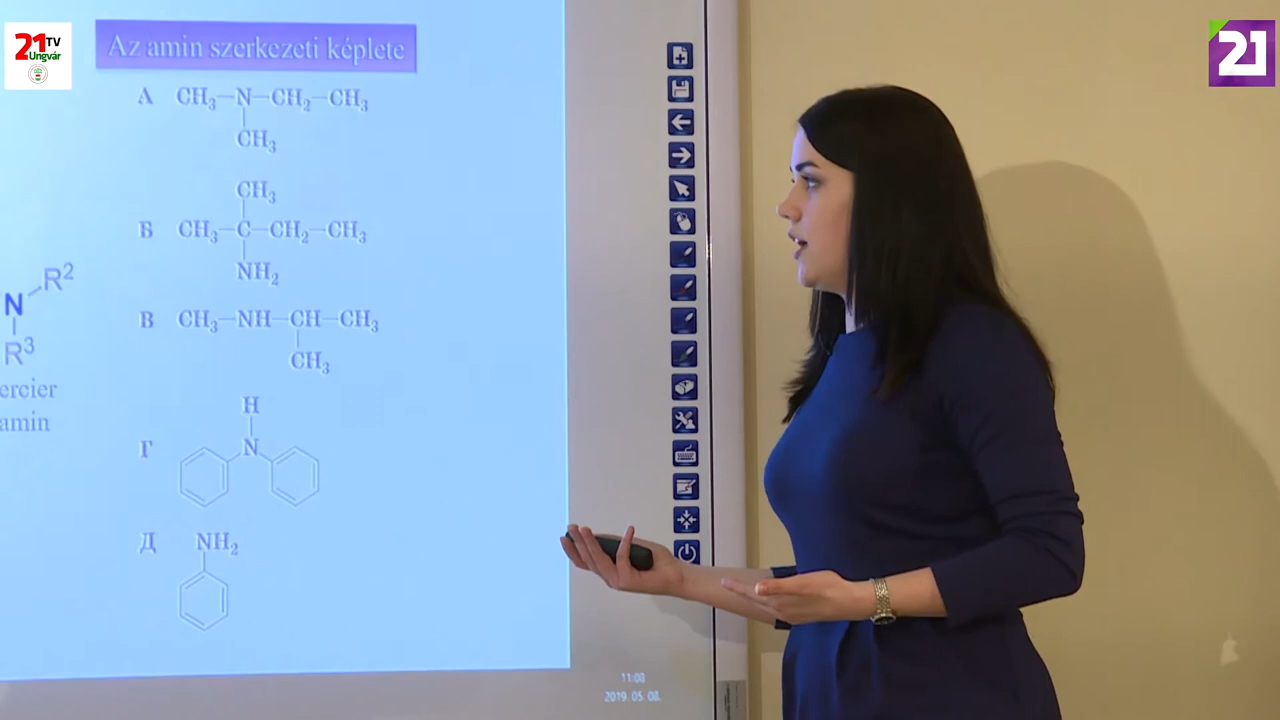 21TV
Ungvár
21
Az amin szerkezeti képlete
А CH₃—N—CH₂—CH₃
CH₃
CH₃
Б CH₃—C—CH₂—CH₃
NH₂
В CH₃—NH—CH—CH₃
CH₃
H
Г N
Д NH₂
R²
N
R³
ercier
amin
11:08
2019. 05. 08.